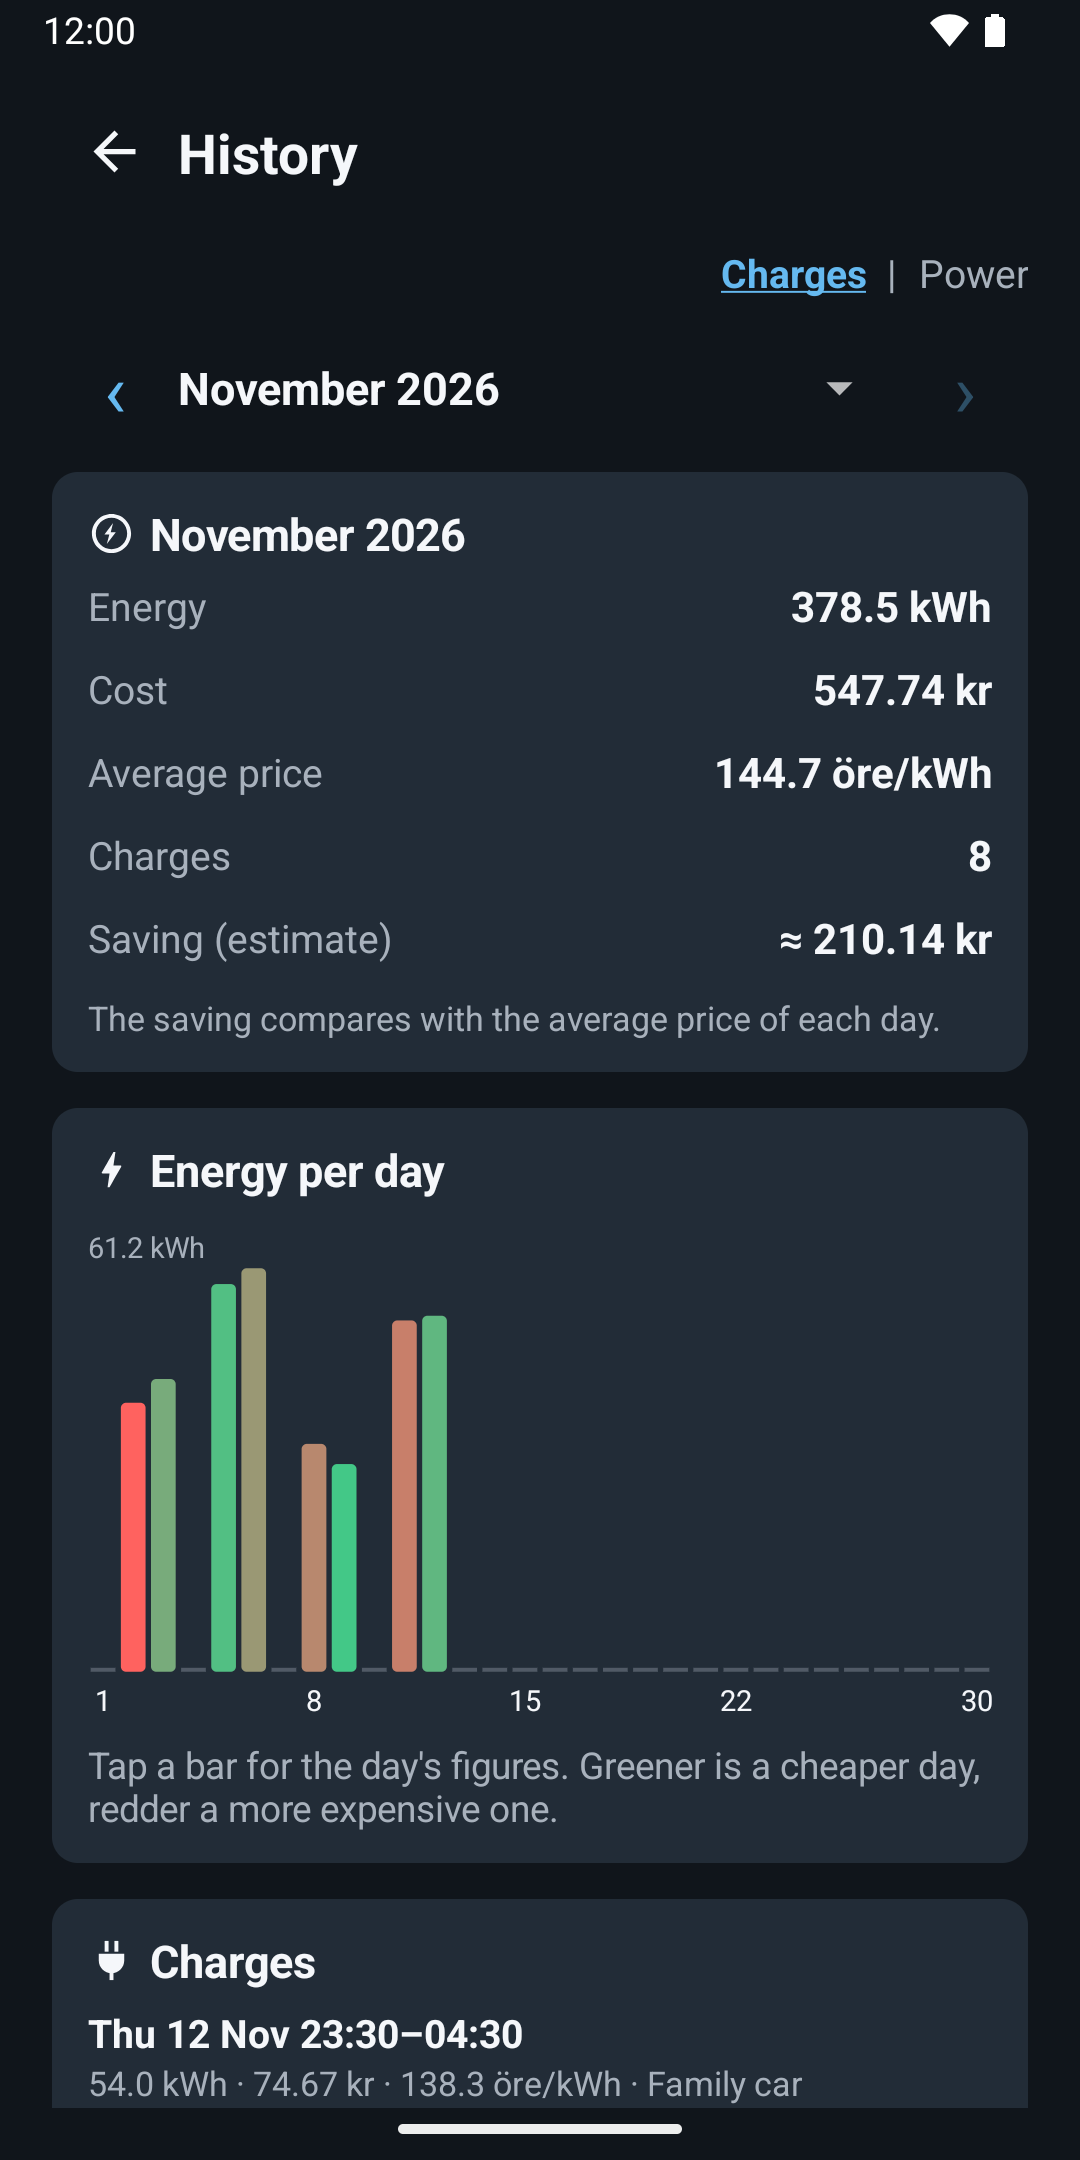 12:00
History
Charges | Power
‹ November 2026 ›
November 2026
Energy 378.5 kWh
Cost 547.74 kr
Average price 144.7 öre/kWh
Charges 8
Saving (estimate) ≈ 210.14 kr
The saving compares with the average price of each day.
Energy per day
61.2 kWh
1 8 15 22 30
Tap a bar for the day's figures. Greener is a cheaper day,
redder a more expensive one.
Charges
Thu 12 Nov 23:30–04:30
54.0 kWh · 74.67 kr · 138.3 öre/kWh · Family car